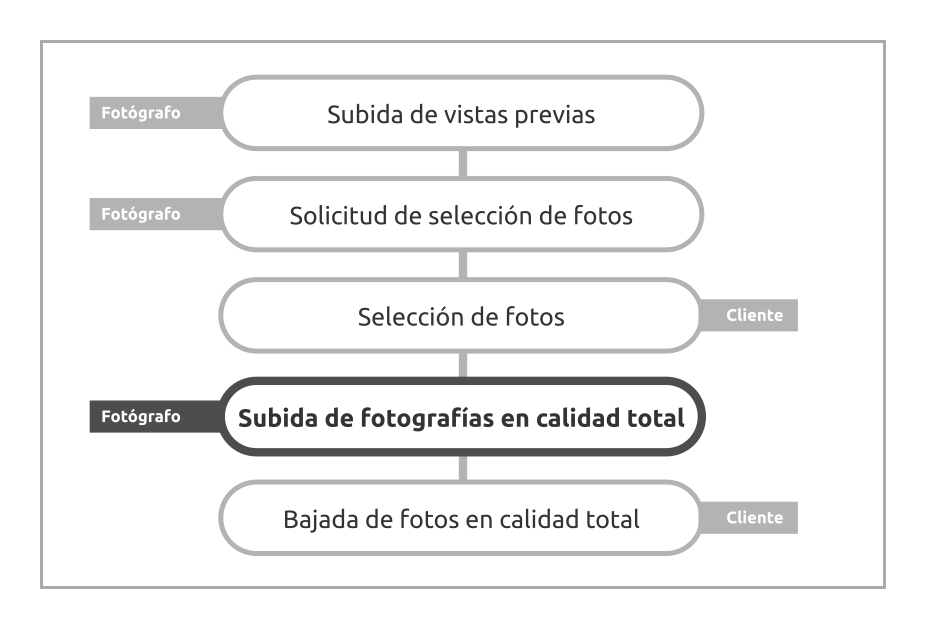 Fotógrafo
Subida de vistas previas
Fotógrafo
Solicitud de selección de fotos
Selección de fotos
Cliente
Fotógrafo
Subida de fotografías en calidad total
Bajada de fotos en calidad total
Cliente